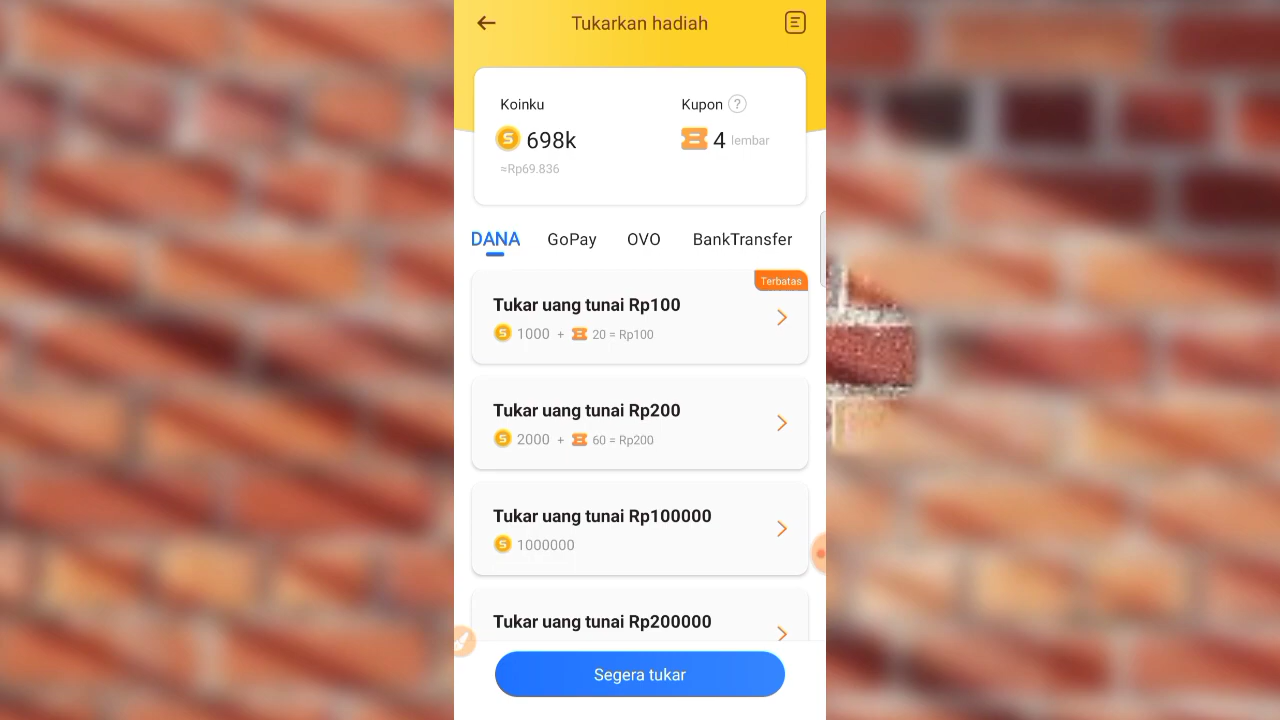 Tukarkan hadiah
Koinku
Kupon ?
698k
4 lembar
≈Rp69.836
DANA GoPay OVO BankTransfer
Terbatas
Tukar uang tunai Rp100
1000 + 20 = Rp100
Tukar uang tunai Rp200
2000 + 60 = Rp200
Tukar uang tunai Rp100000
1000000
Tukar uang tunai Rp200000
Segera tukar